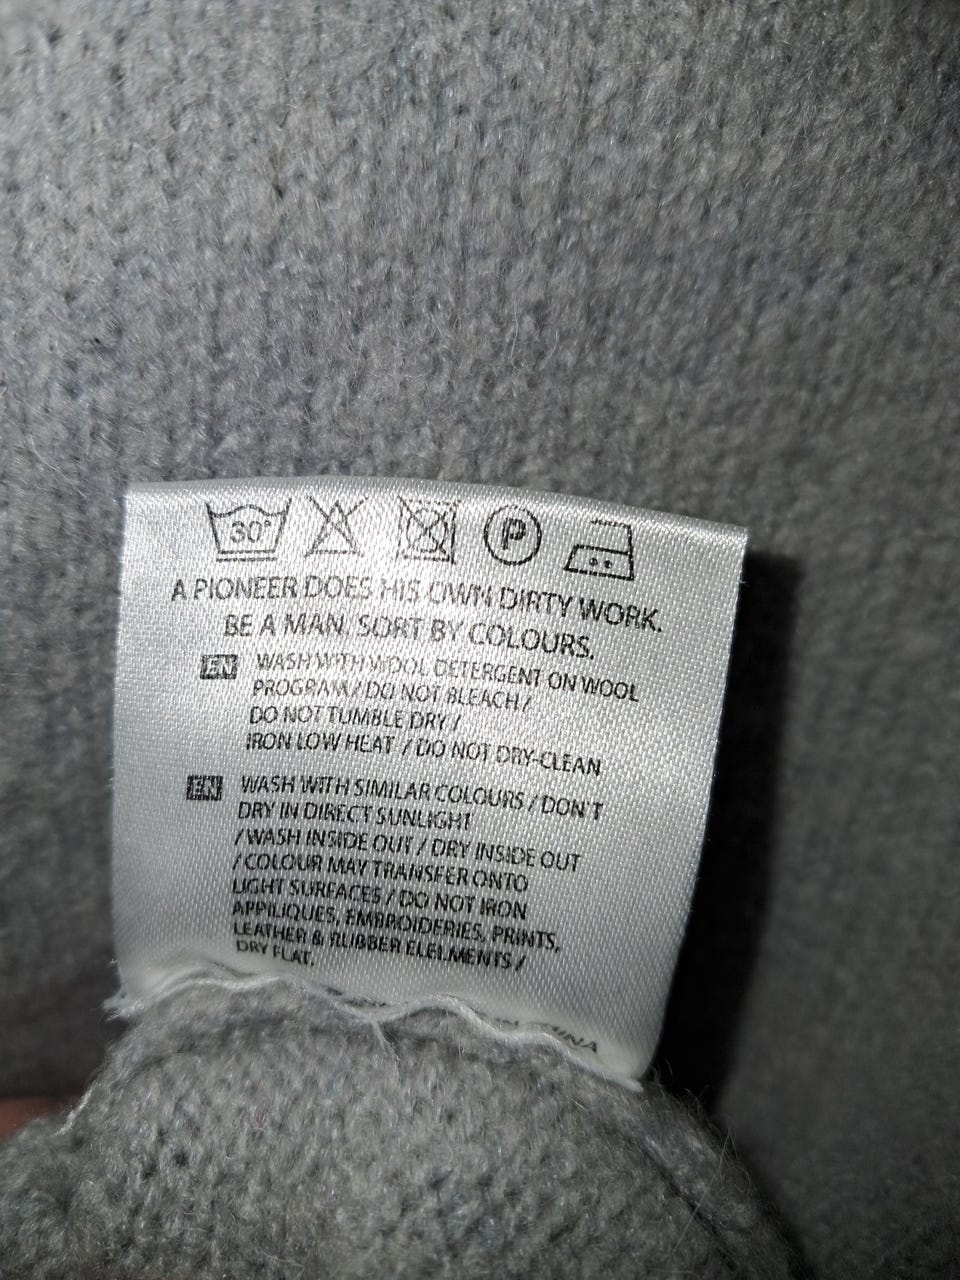 30°
P
A PIONEER DOES HIS OWN DIRTY WORK.
BE A MAN. SORT BY COLOURS.
EN WASH WITH WOOL DETERGENT ON WOOL
PROGRAM / DO NOT BLEACH /
DO NOT TUMBLE DRY /
IRON LOW HEAT / DO NOT DRY-CLEAN
EN WASH WITH SIMILAR COLOURS / DON'T
DRY IN DIRECT SUNLIGHT
/ WASH INSIDE OUT / DRY INSIDE OUT
/ COLOUR MAY TRANSFER ONTO
LIGHT SURFACES / DO NOT IRON
APPILIQUES, EMBROIDERIES, PRINTS,
LEATHER & RUBBER ELELMENTS /
DRY FLAT.
IN CHINA